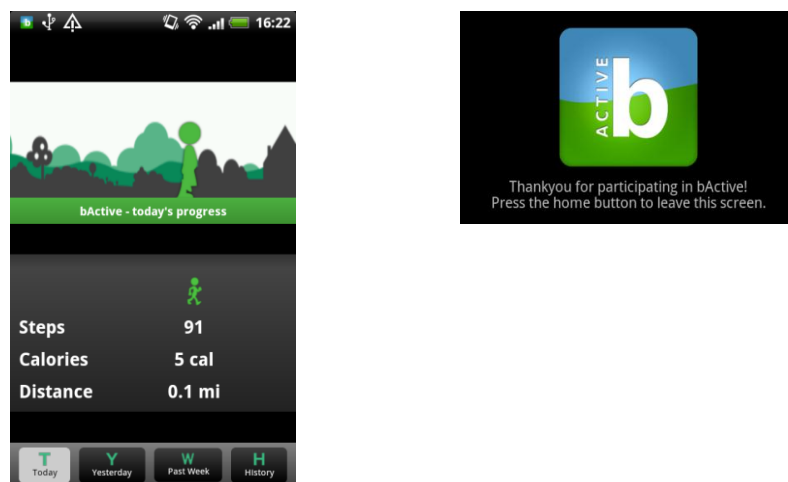 b
16:22
bActive - today's progress
Steps 91
Calories 5 cal
Distance 0.1 mi
T Y W H
Today Yesterday Past Week History
ACTIVE b
Thankyou for participating in bActive!
Press the home button to leave this screen.